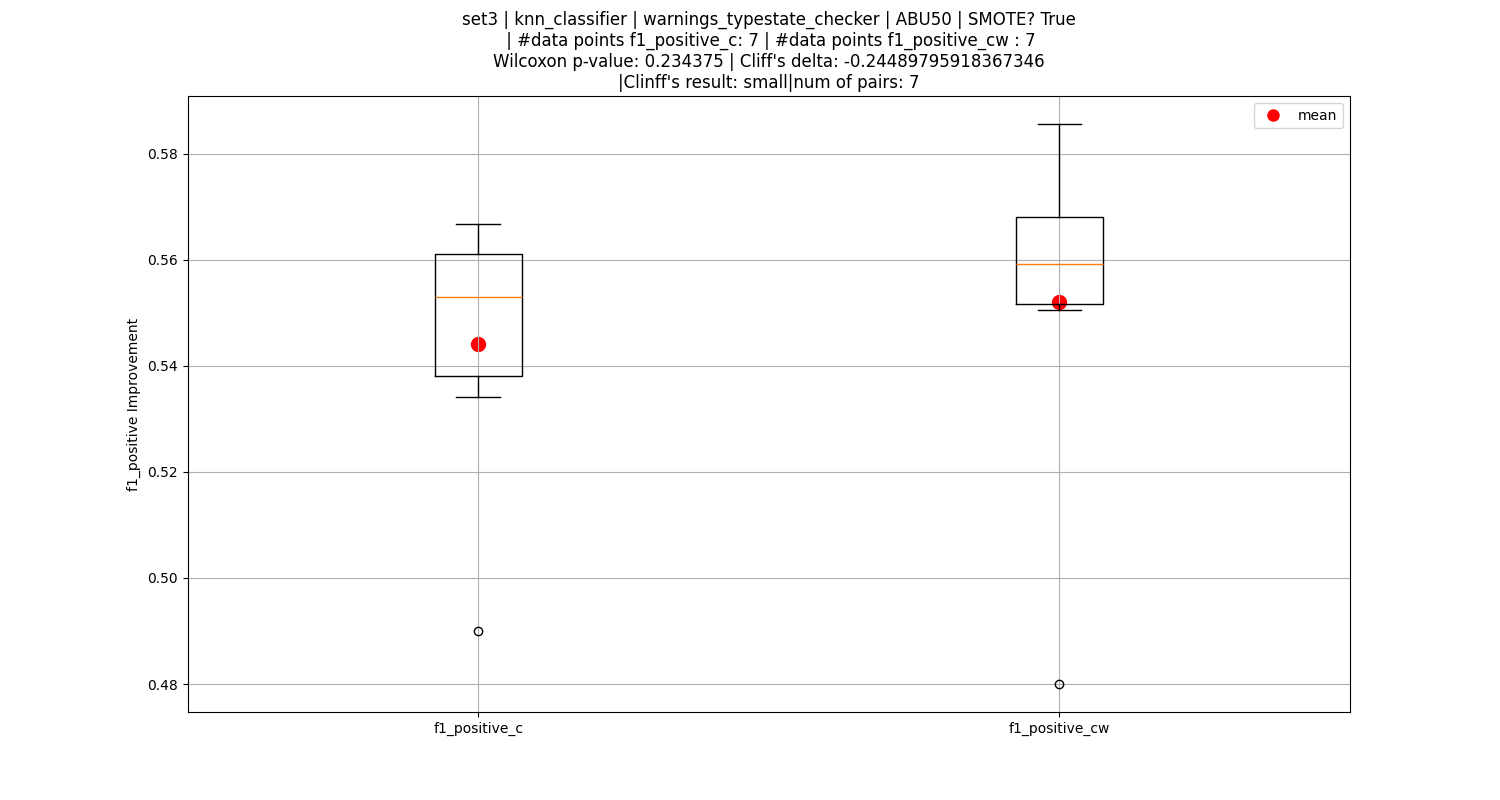 set3 | knn_classifier | warnings_typestate_checker | ABU50 | SMOTE? True
| #data points f1_positive_c: 7 | #data points f1_positive_cw : 7
Wilcoxon p-value: 0.234375 | Cliff's delta: -0.24489795918367346
|Clinff's result: small|num of pairs: 7
mean
0.58
0.56
0.54
0.52
0.50
0.48
f1_positive Improvement
f1_positive_c
f1_positive_cw